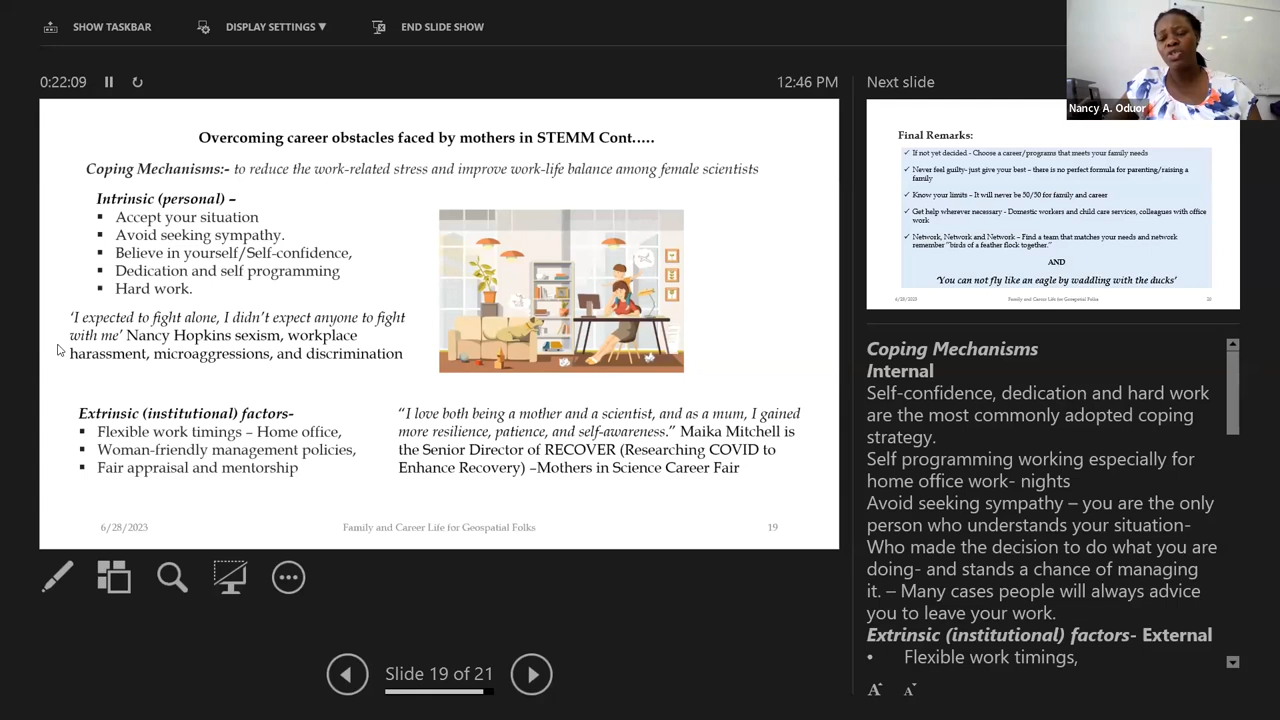 SHOW TASKBAR
DISPLAY SETTINGS ▼
END SLIDE SHOW
0:22:09
12:46 PM
Overcoming career obstacles faced by mothers in STEMM Cont…..
Coping Mechanisms:- to reduce the work-related stress and improve work-life balance among female scientists
Intrinsic (personal) –
▪ Accept your situation
▪ Avoid seeking sympathy.
▪ Believe in yourself/Self-confidence,
▪ Dedication and self programming
▪ Hard work.
‘I expected to fight alone, I didn’t expect anyone to fight
with me’ Nancy Hopkins sexism, workplace
harassment, microaggressions, and discrimination
Extrinsic (institutional) factors-
▪ Flexible work timings – Home office,
▪ Woman-friendly management policies,
▪ Fair appraisal and mentorship
“I love both being a mother and a scientist, and as a mum, I gained
more resilience, patience, and self-awareness.” Maika Mitchell is
the Senior Director of RECOVER (Researching COVID to
Enhance Recovery) –Mothers in Science Career Fair
6/28/2023
Family and Career Life for Geospatial Folks
19
Slide 19 of 21
Nancy A. Oduor
Next slide
Final Remarks:
✓ If not yet decided - Choose a career/programs that meets your family needs
✓ Never feel guilty- just give your best – there is no perfect formula for parenting/raising a
family
✓ Know your limits – It will never be 50/50 for family and career
✓ Get help wherever necessary - Domestic workers and child care services, colleagues with office
work
✓ Network, Network and Network – Find a team that matches your needs and network
remember “birds of a feather flock together.”
AND
‘You can not fly like an eagle by waddling with the ducks’
6/28/2023
Family and Career Life for Geospatial Folks
20
Coping Mechanisms
Internal
Self-confidence, dedication and hard work
are the most commonly adopted coping
strategy.
Self programming working especially for
home office work- nights
Avoid seeking sympathy – you are the only
person who understands your situation-
Who made the decision to do what you are
doing- and stands a chance of managing
it. – Many cases people will always advice
you to leave your work.
Extrinsic (institutional) factors- External
• Flexible work timings,
A A